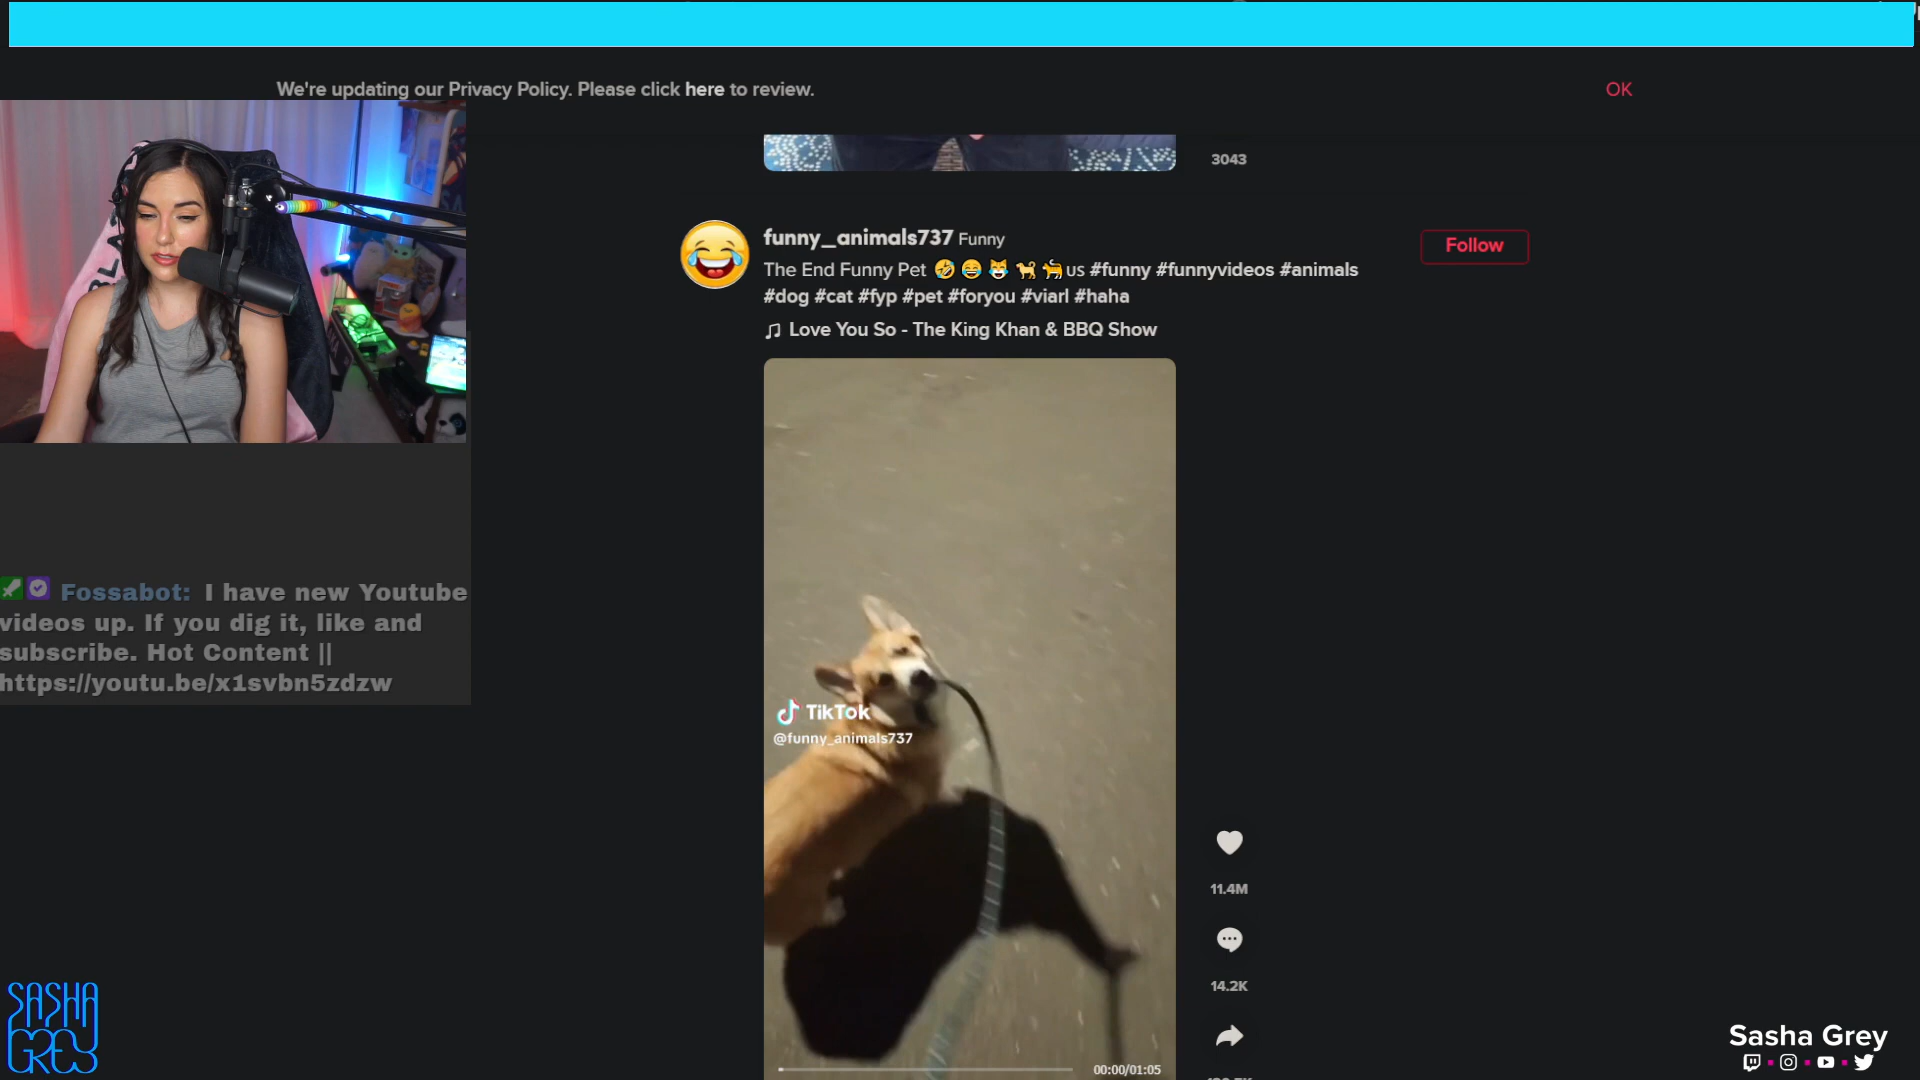 We're updating our Privacy Policy. Please click here to review.
OK
3043
funny_animals737 Funny
Follow
The End Funny Pet 🤣😂😹🐕🐈us #funny #funnyvideos #animals
#dog #cat #fyp #pet #foryou #viarl #haha
♫ Love You So - The King Khan & BBQ Show
TikTok
@funny_animals737
Fossabot: I have new Youtube
videos up. If you dig it, like and
subscribe. Hot Content ||
https://youtu.be/x1svbn5zdzw
11.4M
14.2K
00:00/01:05
SASHA
GREY
Sasha Grey